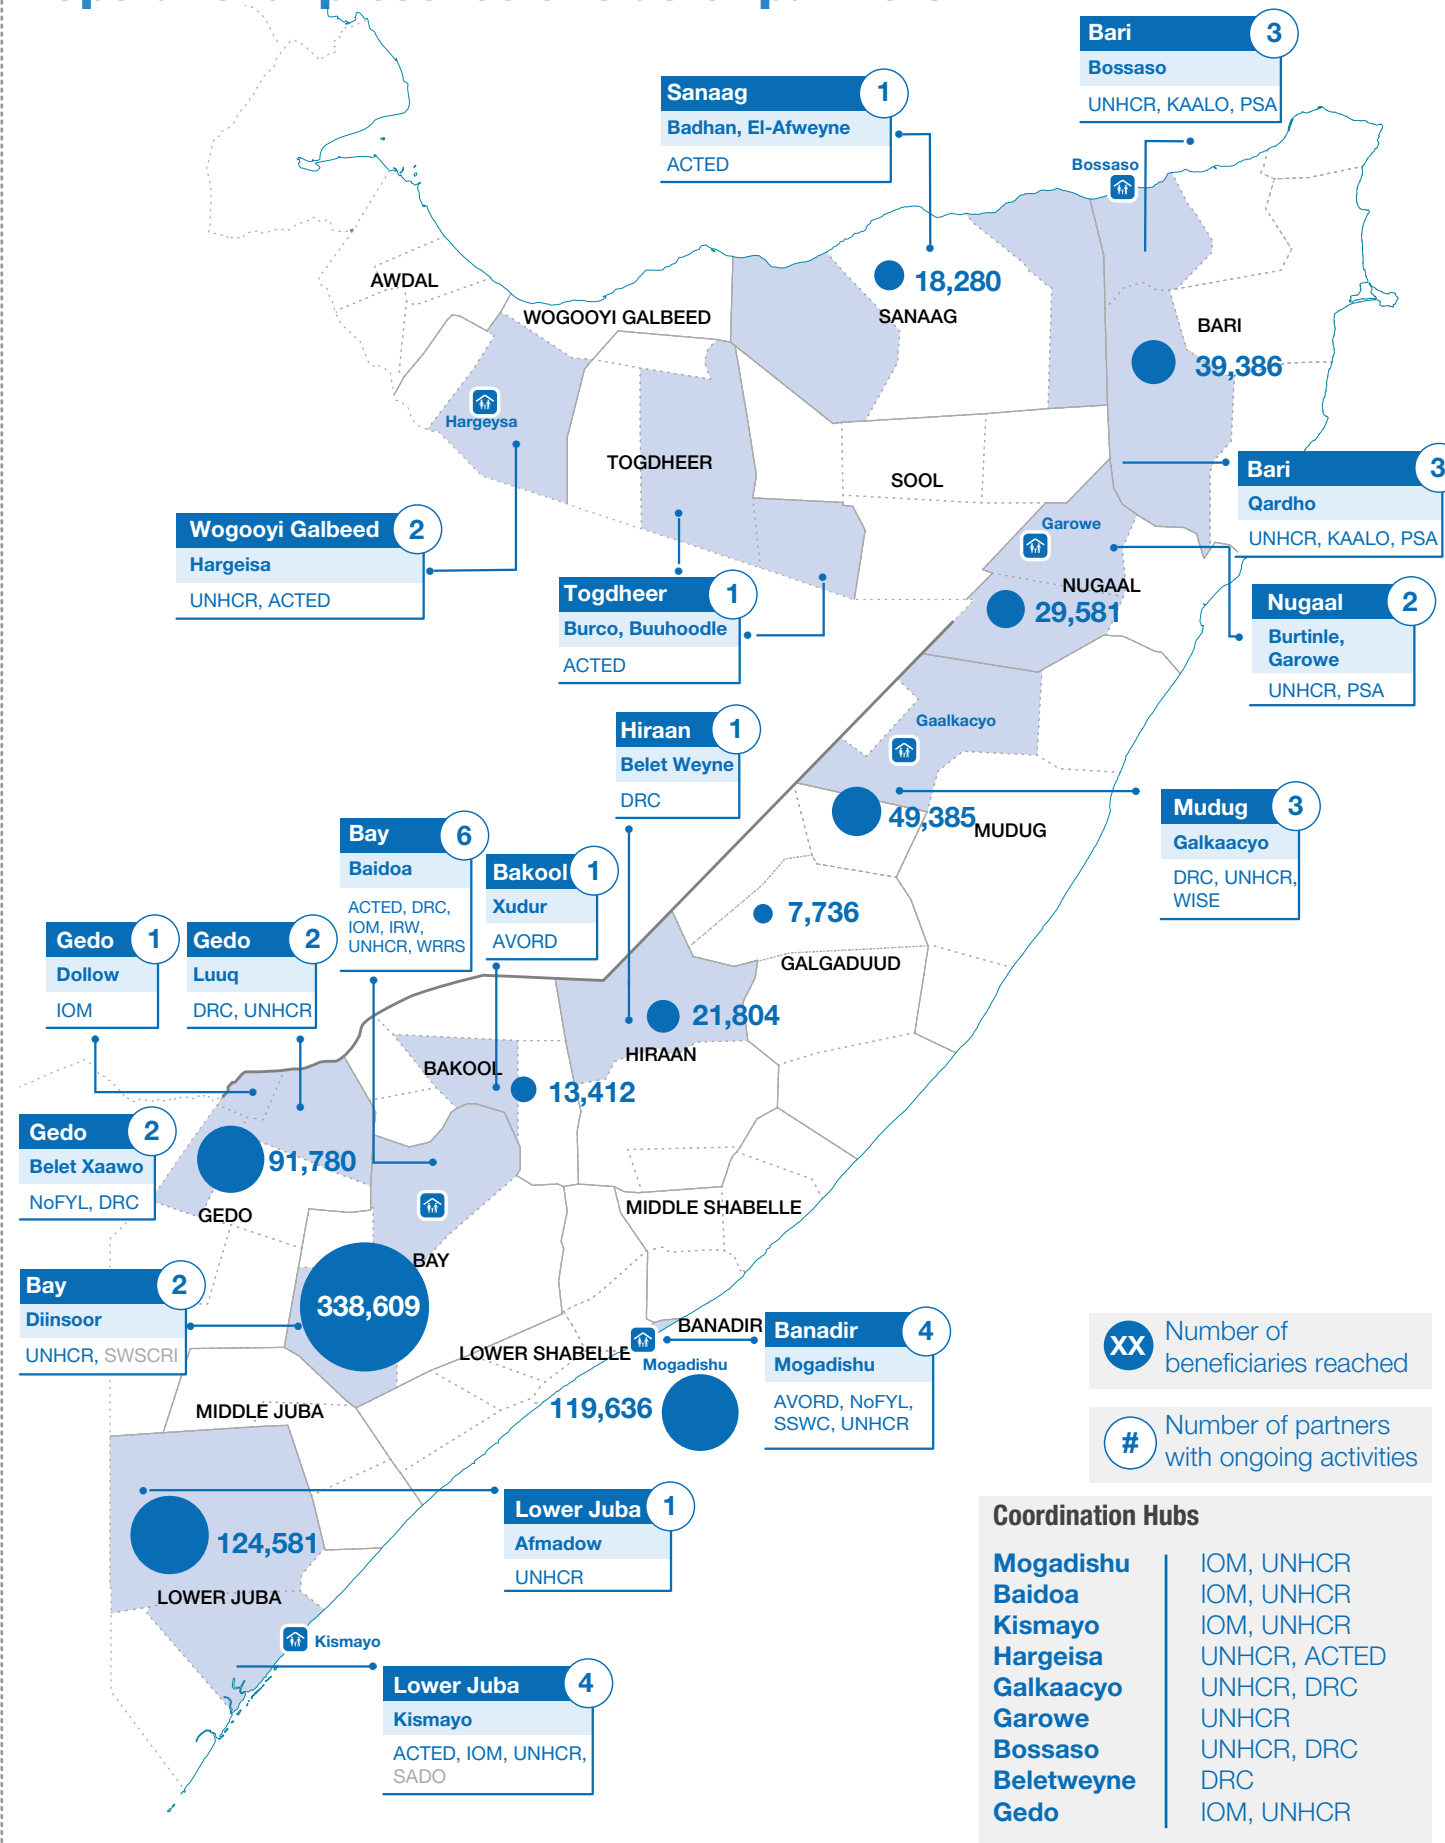 Bari 3
Bossaso
UNHCR, KAALO, PSA
Sanaag 1
Badhan, El-Afweyne
ACTED
Bossaso
AWDAL
WOGOOYI GALBEED
18,280
SANAAG
BARI
39,386
Hargeysa
TOGDHEER
SOOL
Bari 3
Qardho
UNHCR, KAALO, PSA
Wogooyi Galbeed 2
Hargeisa
UNHCR, ACTED
Garowe
NUGAAL
29,581
Togdheer 1
Burco, Buuhoodle
ACTED
Nugaal 2
Burtinle,
Garowe
UNHCR, PSA
Hiraan 1
Belet Weyne
DRC
Gaalkacyo
49,385
MUDUG
Mudug 3
Galkaacyo
DRC, UNHCR,
WISE
Bay 6
Baidoa
ACTED, DRC,
IOM, IRW,
UNHCR, WRRS
Bakool 1
Xudur
AVORD
7,736
GALGADUUD
Gedo 1
Dollow
IOM
Gedo 2
Luuq
DRC, UNHCR
21,804
HIRAAN
BAKOOL
13,412
Gedo 2
Belet Xaawo
NoFYL, DRC
91,780
GEDO
MIDDLE SHABELLE
BAY
338,609
Bay 2
Diinsoor
UNHCR, SWSCRI
BANADIR
LOWER SHABELLE
Mogadishu
119,636
Banadir 4
Mogadishu
AVORD, NoFYL,
SSWC, UNHCR
MIDDLE JUBA
XX Number of
beneficiaries reached
# Number of partners
with ongoing activities
Lower Juba 1
Afmadow
UNHCR
124,581
LOWER JUBA
Kismayo
Lower Juba 4
Kismayo
ACTED, IOM, UNHCR,
SADO
Coordination Hubs
Mogadishu IOM, UNHCR
Baidoa IOM, UNHCR
Kismayo IOM, UNHCR
Hargeisa UNHCR, ACTED
Galkaacyo UNHCR, DRC
Garowe UNHCR
Bossaso UNHCR, DRC
Beletweyne DRC
Gedo IOM, UNHCR